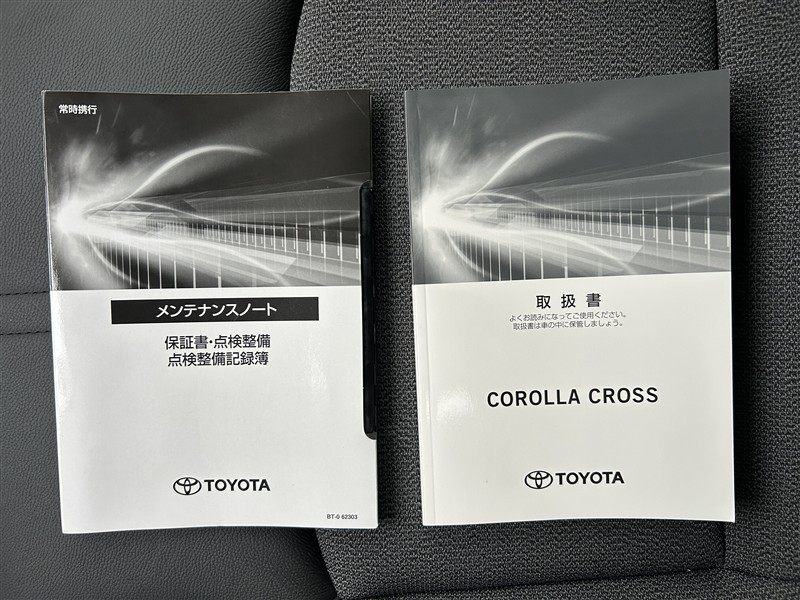 常時携行
メンテナンスノート
保証書・点検整備
点検整備記録簿
TOYOTA
BT-0 62303
取扱書
よくお読みになってご使用ください。
取扱書は車の中に保管しましょう。
COROLLA CROSS
TOYOTA